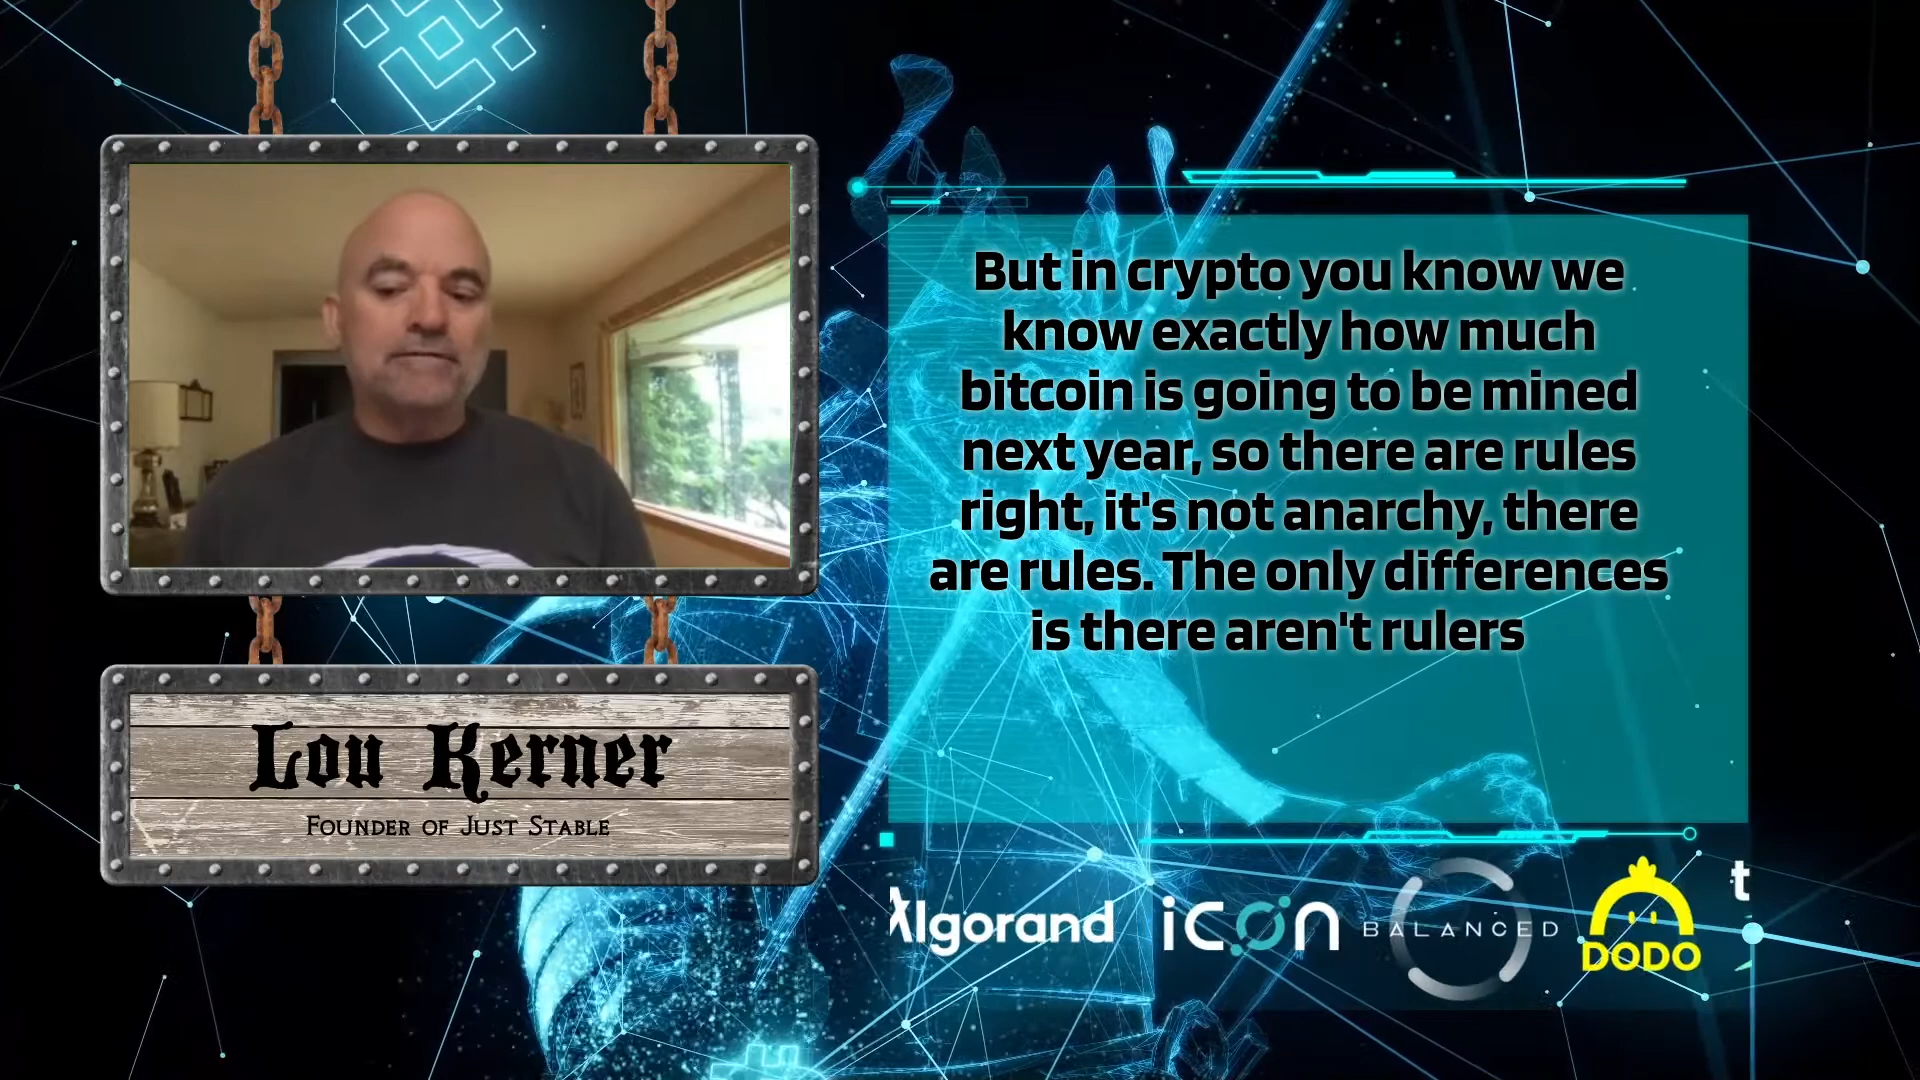 But in crypto you know we
know exactly how much
bitcoin is going to be mined
next year, so there are rules
right, it's not anarchy, there
are rules. The only differences
is there aren't rulers
Lou Kerner
Founder of Just Stable
Algorand
icon
BALANCED
DODO
t